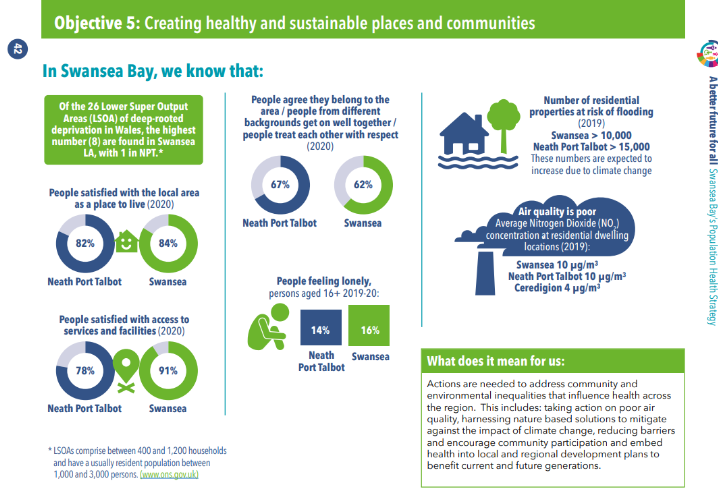 Objective 5: Creating healthy and sustainable places and communities
42
In Swansea Bay, we know that:
Of the 26 Lower Super Output
Areas (LSOA) of deep-rooted
deprivation in Wales, the highest
number (8) are found in Swansea
LA, with 1 in NPT.*
People satisfied with the local area
as a place to live (2020)
82%
84%
Neath Port Talbot
Swansea
People satisfied with access to
services and facilities (2020)
78%
91%
Neath Port Talbot
Swansea
* LSOAs comprise between 400 and 1,200 households
and have a usually resident population between
1,000 and 3,000 persons. (www.ons.gov.uk)
People agree they belong to the
area / people from different
backgrounds get on well together /
people treat each other with respect
(2020)
67%
62%
Neath Port Talbot
Swansea
People feeling lonely,
persons aged 16+ 2019-20:
14%
16%
Neath
Port Talbot
Swansea
Number of residential
properties at risk of flooding
(2019)
Swansea > 10,000
Neath Port Talbot > 15,000
These numbers are expected to
increase due to climate change
Air quality is poor
Average Nitrogen Dioxide (NO₂)
concentration at residential dwelling
locations (2019):
Swansea 10 µg/m³
Neath Port Talbot 10 µg/m³
Ceredigion 4 µg/m³
What does it mean for us:
Actions are needed to address community and
environmental inequalities that influence health across
the region. This includes: taking action on poor air
quality, harnessing nature based solutions to mitigate
against the impact of climate change, reducing barriers
and encourage community participation and embed
health into local and regional development plans to
benefit current and future generations.
A better future for all Swansea Bay's Population Health Strategy